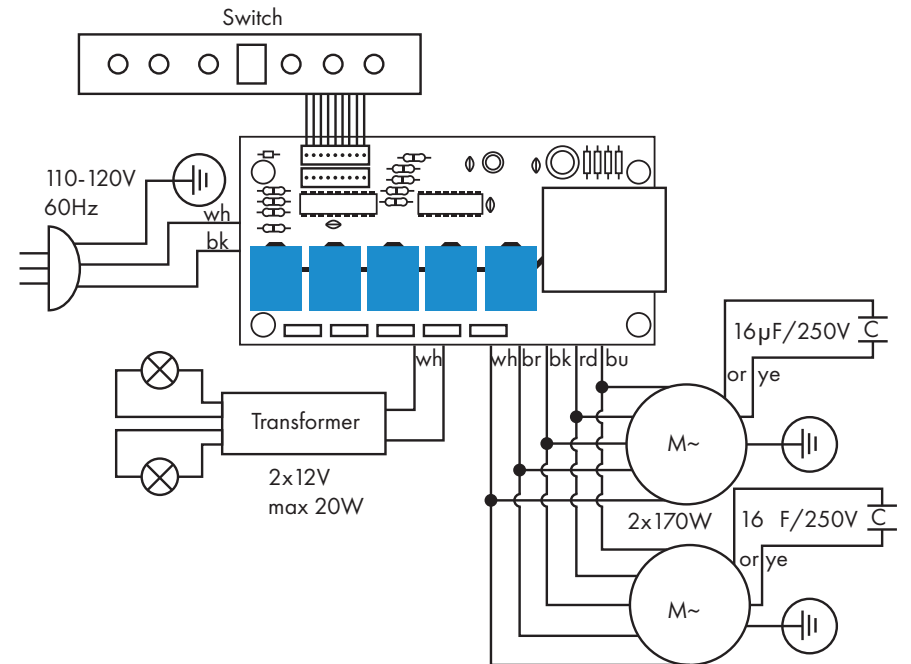 Switch
110-120V
60Hz
wh
bk
wh
wh br bk rd bu
16µF/250V C
or ye
Transformer
M~
2x12V
max 20W
2x170W
16 F/250V C
or ye
M~